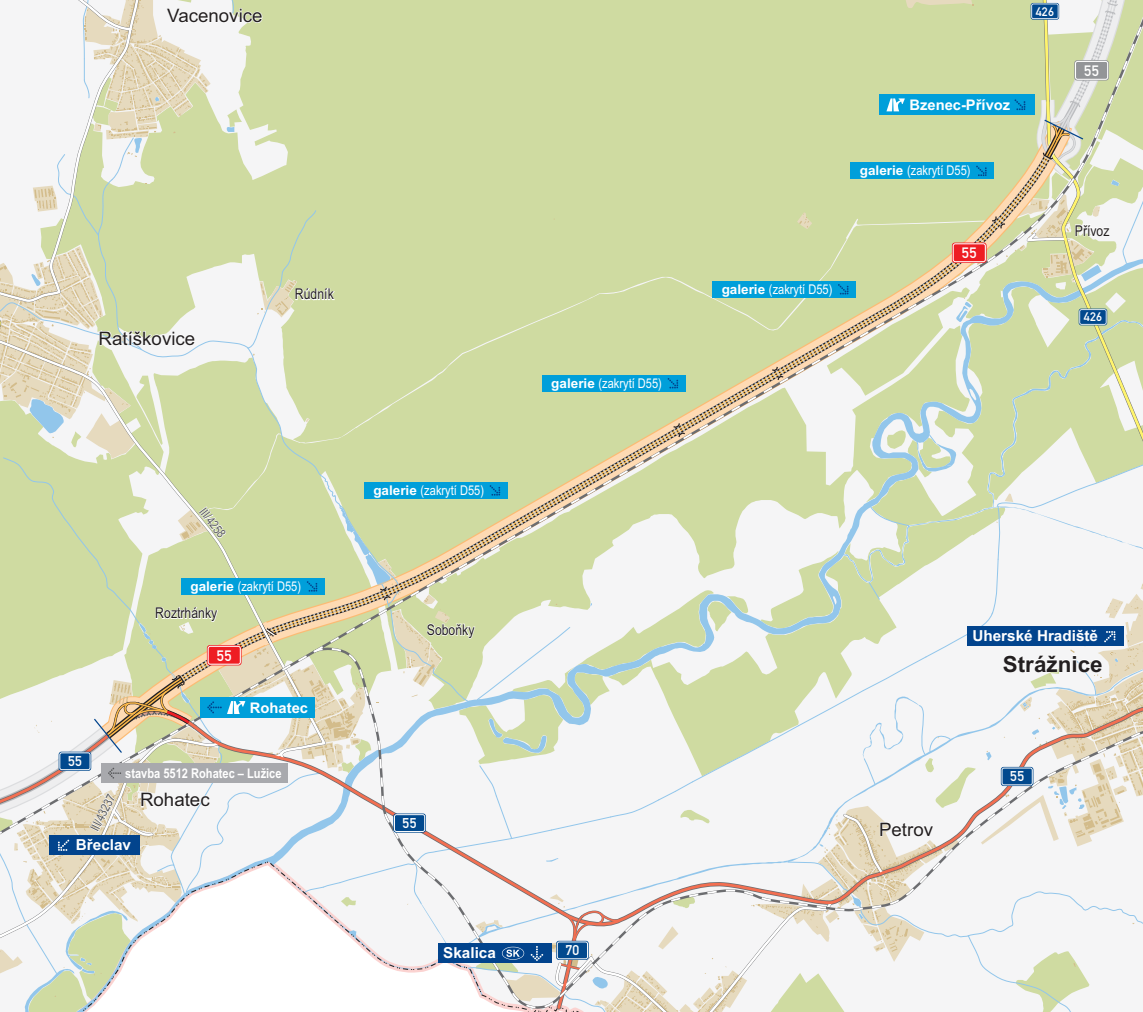 Vacenovice
426
55
Bzenec-Přívoz
galerie (zakrytí D55)
Přívoz
55
galerie (zakrytí D55)
Rúdník
426
Ratíškovice
galerie (zakrytí D55)
galerie (zakrytí D55)
III/4258
galerie (zakrytí D55)
Roztrhánky
Soboňky
Uherské Hradiště
55
Strážnice
Rohatec
55
stavba 5512 Rohatec – Lužice
55
Rohatec
III/43237
55
Petrov
Břeclav
Skalica SK
70